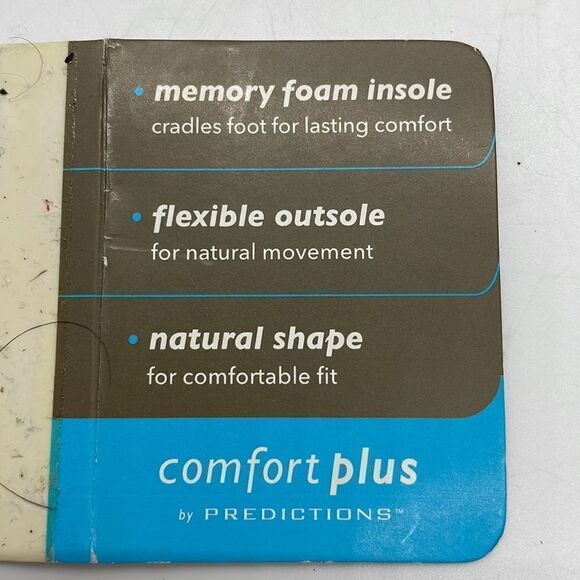 • memory foam insole
cradles foot for lasting comfort
• flexible outsole
for natural movement
• natural shape
for comfortable fit
comfort plus
by PREDICTIONS™